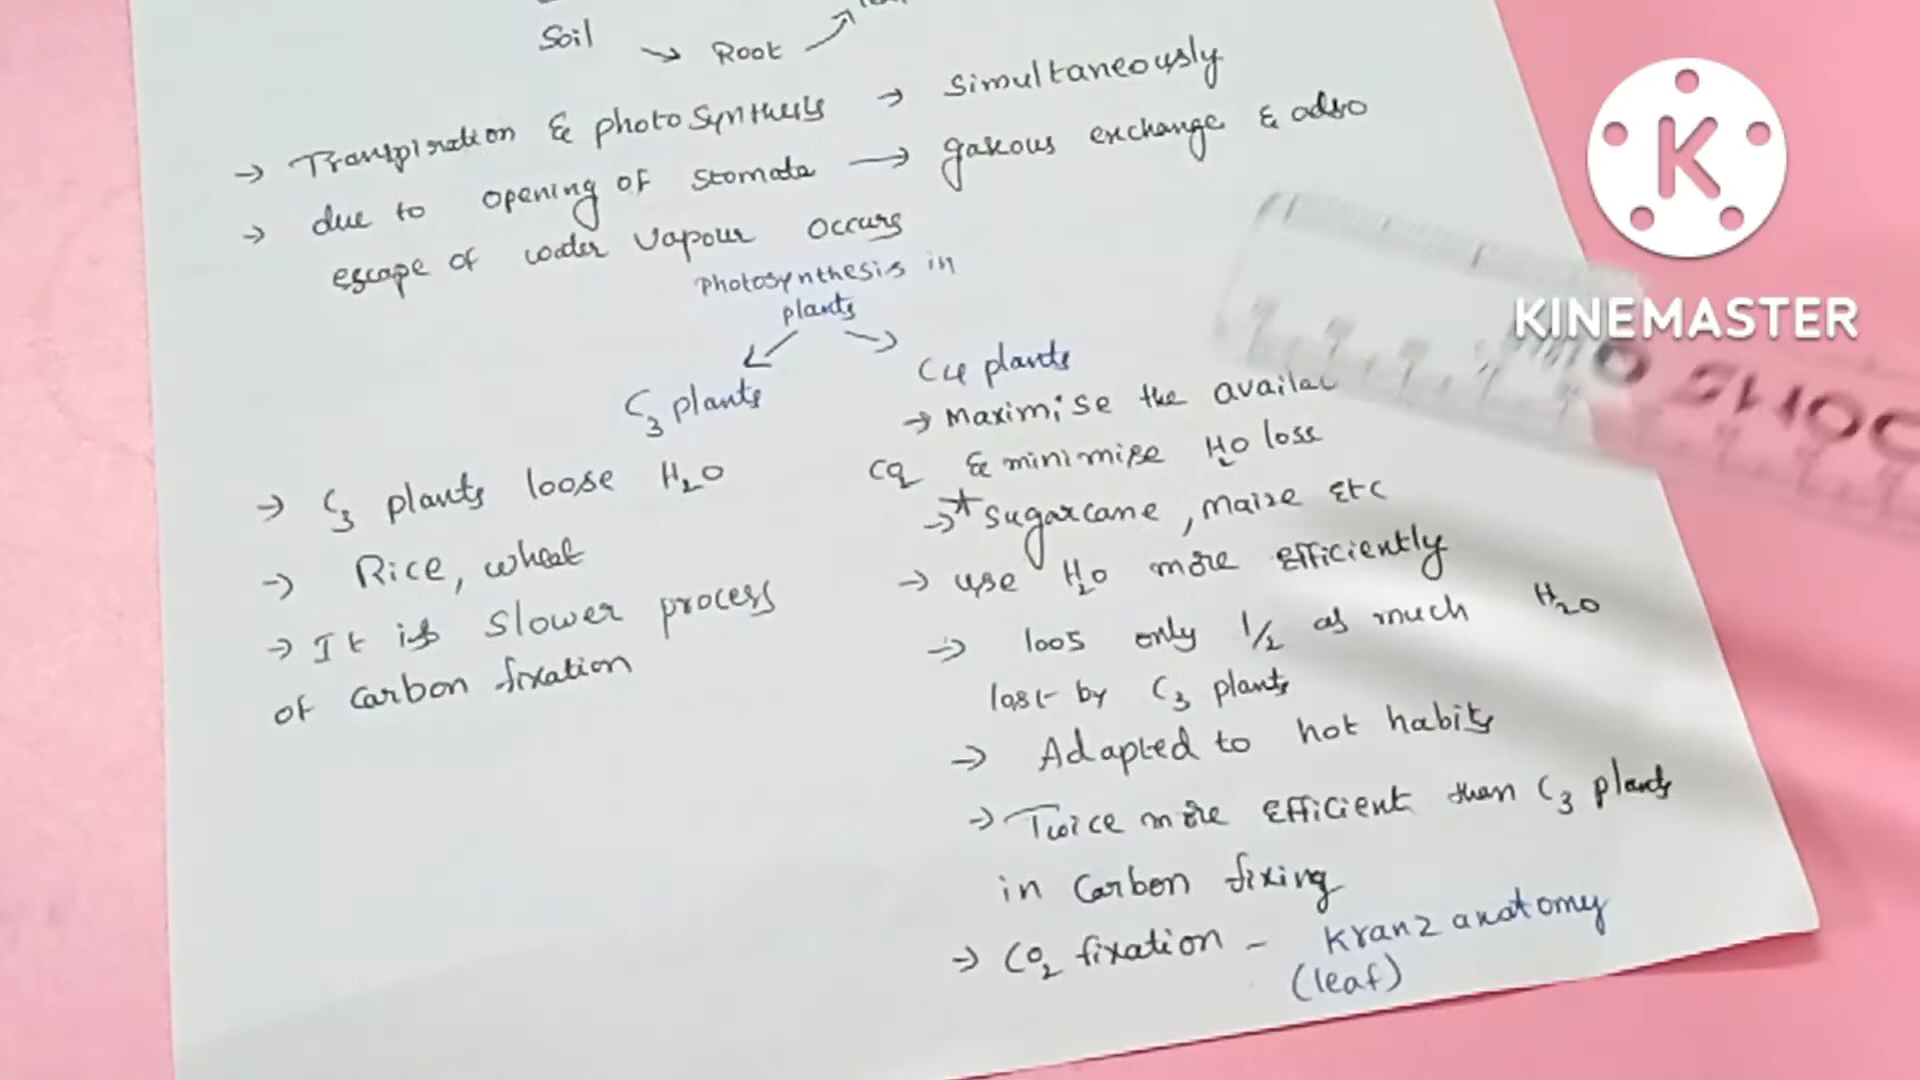 Soil → Root ↗
→ Transpiration & photosynthesis → simultaneously
→ due to opening of stomata → gaseous exchange & also
escape of water vapour occurs
Photosynthesis in
plants
C3 plants
C4 plants
→ Maximise the availa
CO2 & minimise H2O loss
→ * Sugarcane, Maize Etc
→ use H2O more efficiently
→ loos only 1/2 as much H2O
lost by C3 plants
→ Adapted to hot habits
→ Twice more efficient than C3 plants
in Carbon fixing
→ CO2 fixation - Kranz anatomy
(leaf)
→ C3 plants loose H2O
→ Rice, wheat
→ It is slower process
of carbon fixation
K
KINEMASTER